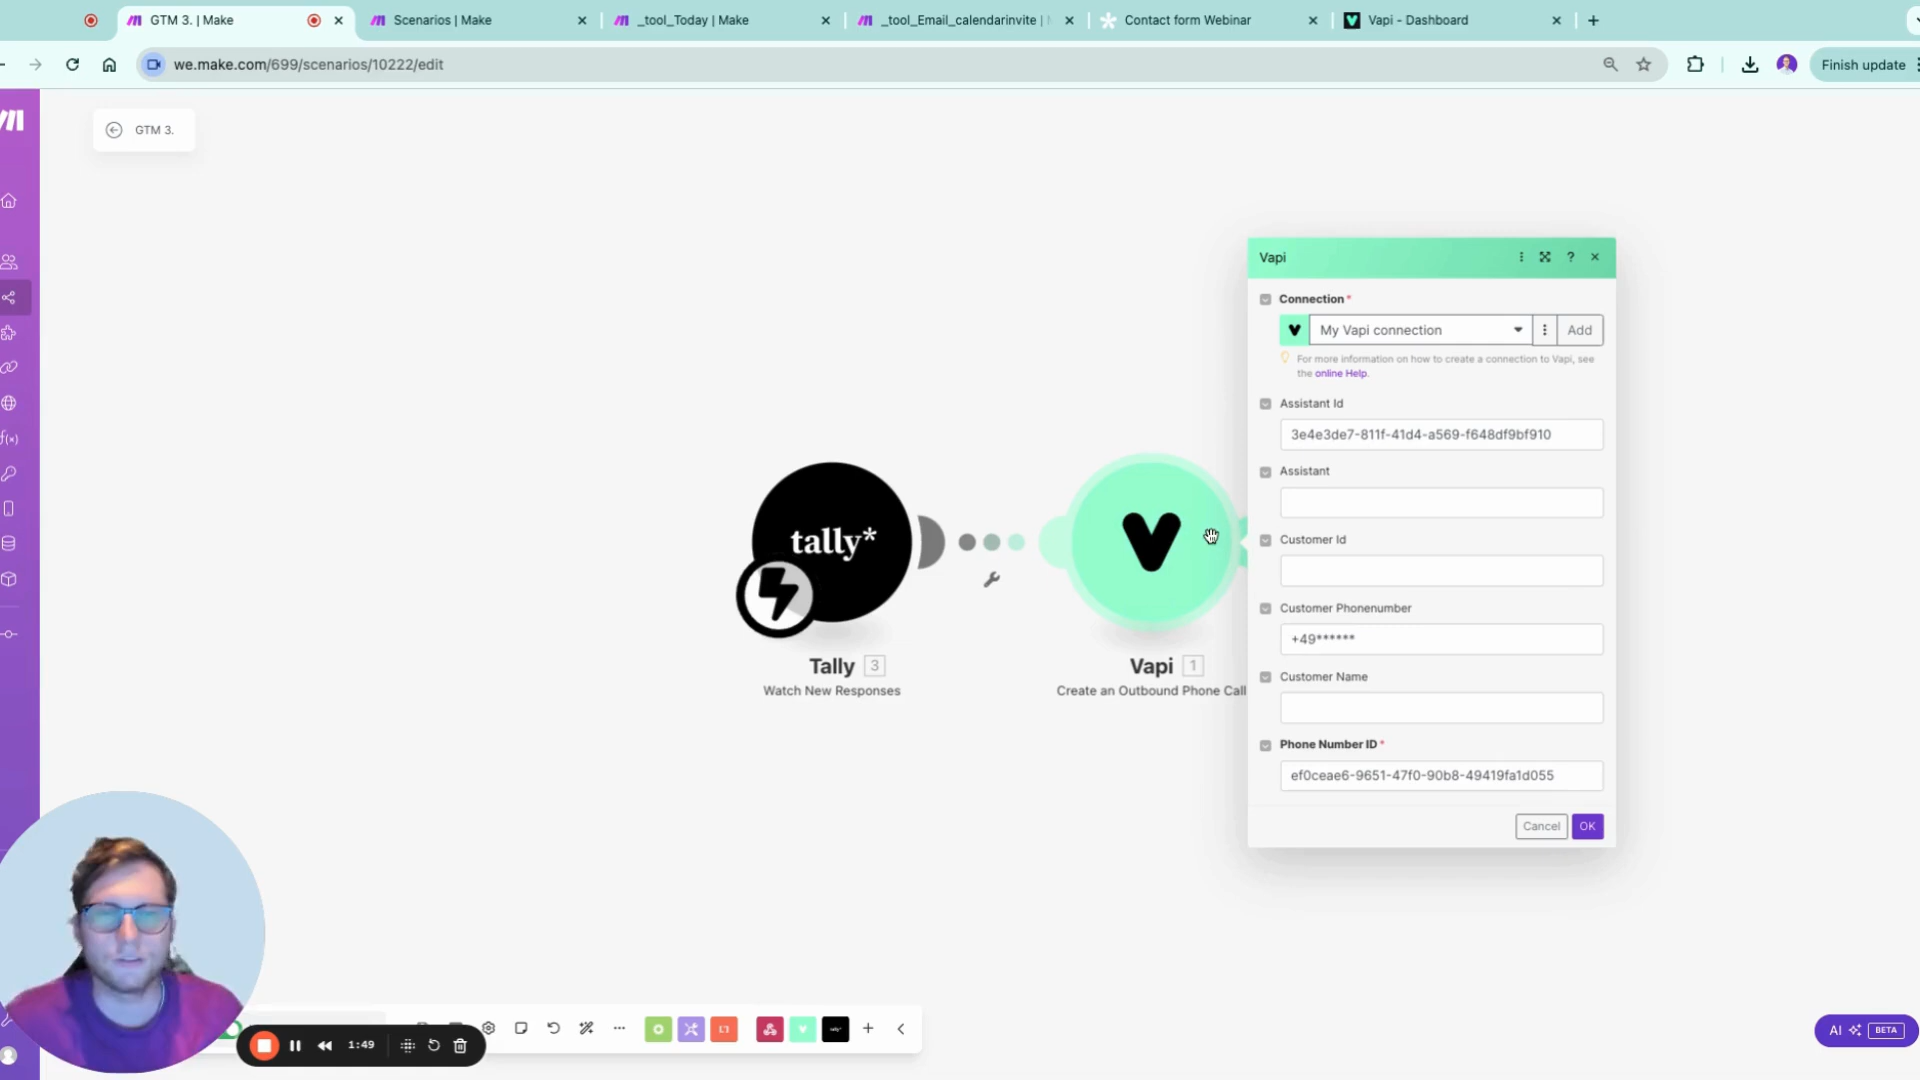 GTM 3. | Make
Scenarios | Make
_tool_Today | Make
_tool_Email_calendarinvite |
Contact form Webinar
Vapi - Dashboard
we.make.com/699/scenarios/10222/edit
Finish update
GTM 3.
Vapi
Connection *
My Vapi connection
Add
For more information on how to create a connection to Vapi, see
the online Help.
Assistant Id
3e4e3de7-811f-41d4-a569-f648df9bf910
Assistant
Customer Id
Customer Phonenumber
+49******
Customer Name
Phone Number ID *
ef0ceae6-9651-47f0-90b8-49419fa1d055
Cancel
OK
tally*
Tally 3
Watch New Responses
Vapi 1
Create an Outbound Phone Call
f(x)
1:49
AI BETA